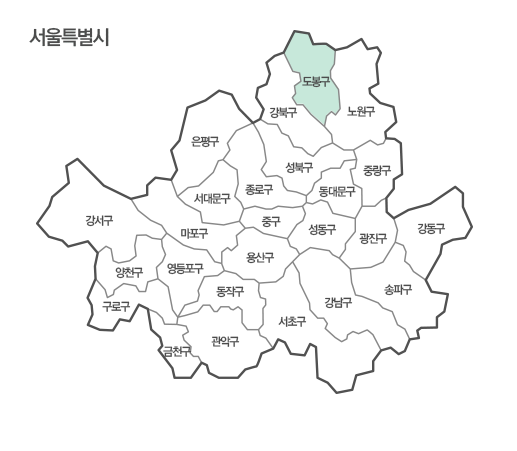 서울특별시
도봉구
강북구
노원구
은평구
성북구
중랑구
서대문구
종로구
동대문구
강서구
마포구
중구
성동구
광진구
강동구
양천구
영등포구
용산구
구로구
동작구
강남구
송파구
서초구
금천구
관악구